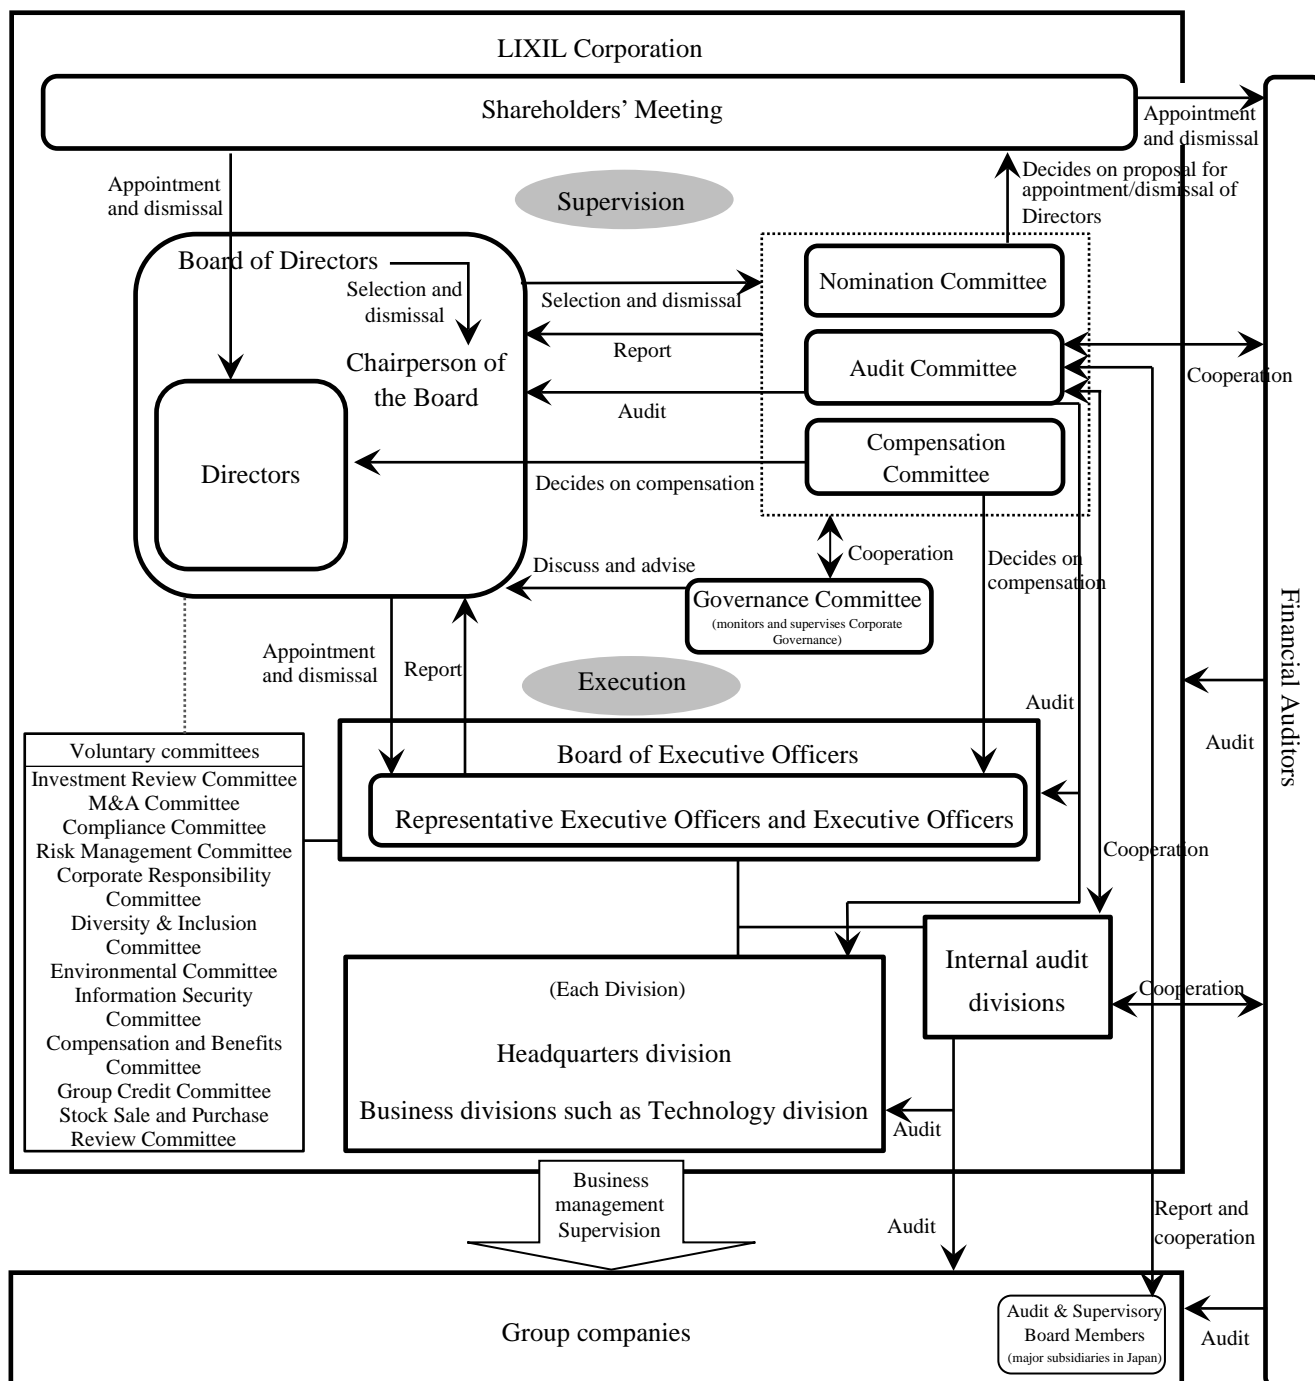 LIXIL Corporation
Shareholders’ Meeting
Appointment
and dismissal
Appointment
and dismissal
Supervision
Decides on proposal for
appointment/dismissal of
Directors
Board of Directors
Selection and
dismissal
Chairperson of
the Board
Directors
Selection and dismissal
Report
Audit
Decides on compensation
Nomination Committee
Audit Committee
Compensation
Committee
Cooperation
Cooperation
Decides on
compensation
Discuss and advise
Governance Committee
(monitors and supervises Corporate
Governance)
Financial Auditors
Appointment
and dismissal
Report
Execution
Audit
Audit
Voluntary committees
Investment Review Committee
M&A Committee
Compliance Committee
Risk Management Committee
Corporate Responsibility
Committee
Diversity & Inclusion
Committee
Environmental Committee
Information Security
Committee
Compensation and Benefits
Committee
Group Credit Committee
Stock Sale and Purchase
Review Committee
Board of Executive Officers
Representative Executive Officers and Executive Officers
Cooperation
(Each Division)
Headquarters division
Business divisions such as Technology division
Internal audit
divisions
Cooperation
Audit
Business
management
Supervision
Audit
Report and
cooperation
Group companies
Audit & Supervisory
Board Members
(major subsidiaries in Japan)
Audit